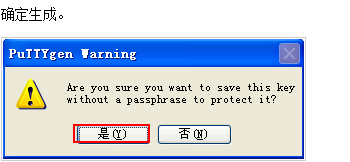 确定生成。
PuTTYgen Warning
Are you sure you want to save this key
without a passphrase to protect it?
是(Y)
否(N)